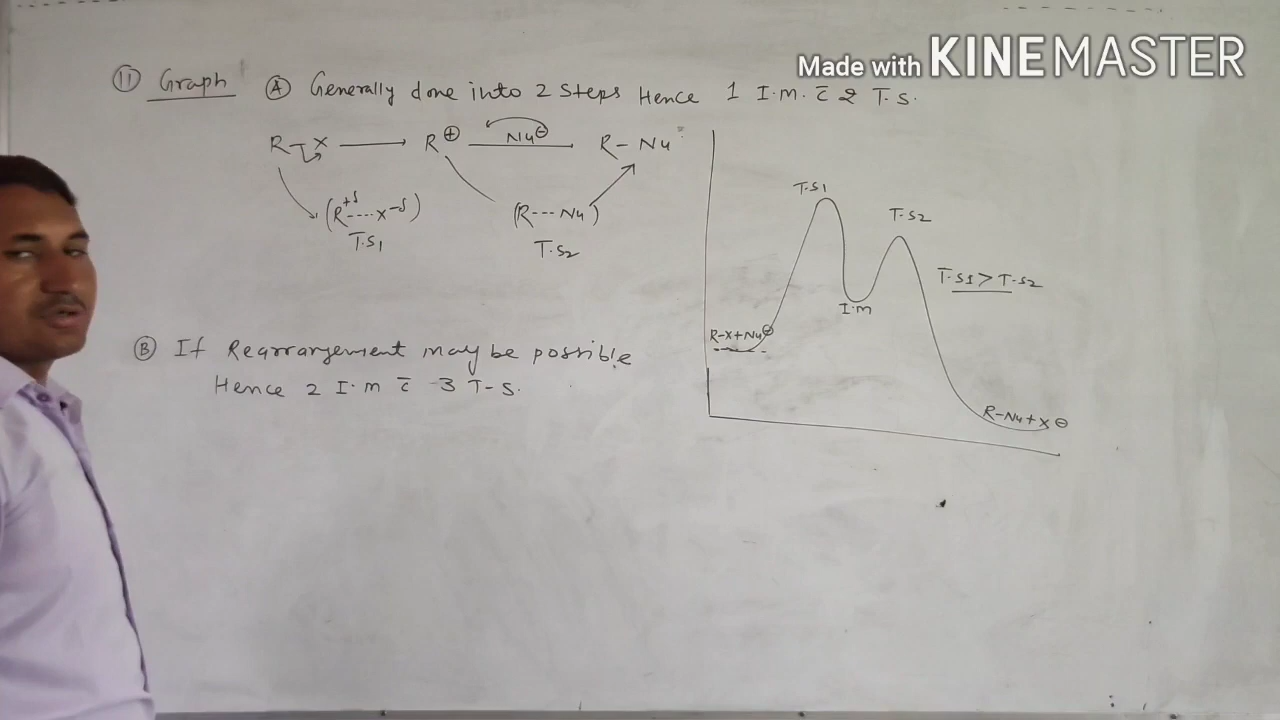 Made with KINEMASTER
11 Graph A Generally done into 2 Steps Hence 1 I.m. c̄ 2 T.S.
R-X → R⊕ Nu⊖ R-Nu
(R+δ----X-δ) (R---Nu)
T.S1 T.S2
B If Rearrangement may be possible
Hence 2 I.m c̄ 3 T-S.
T.S1
T.S2
T.S1 > T.S2
I.m
R-X+Nu⊖
R-Nu+X⊖